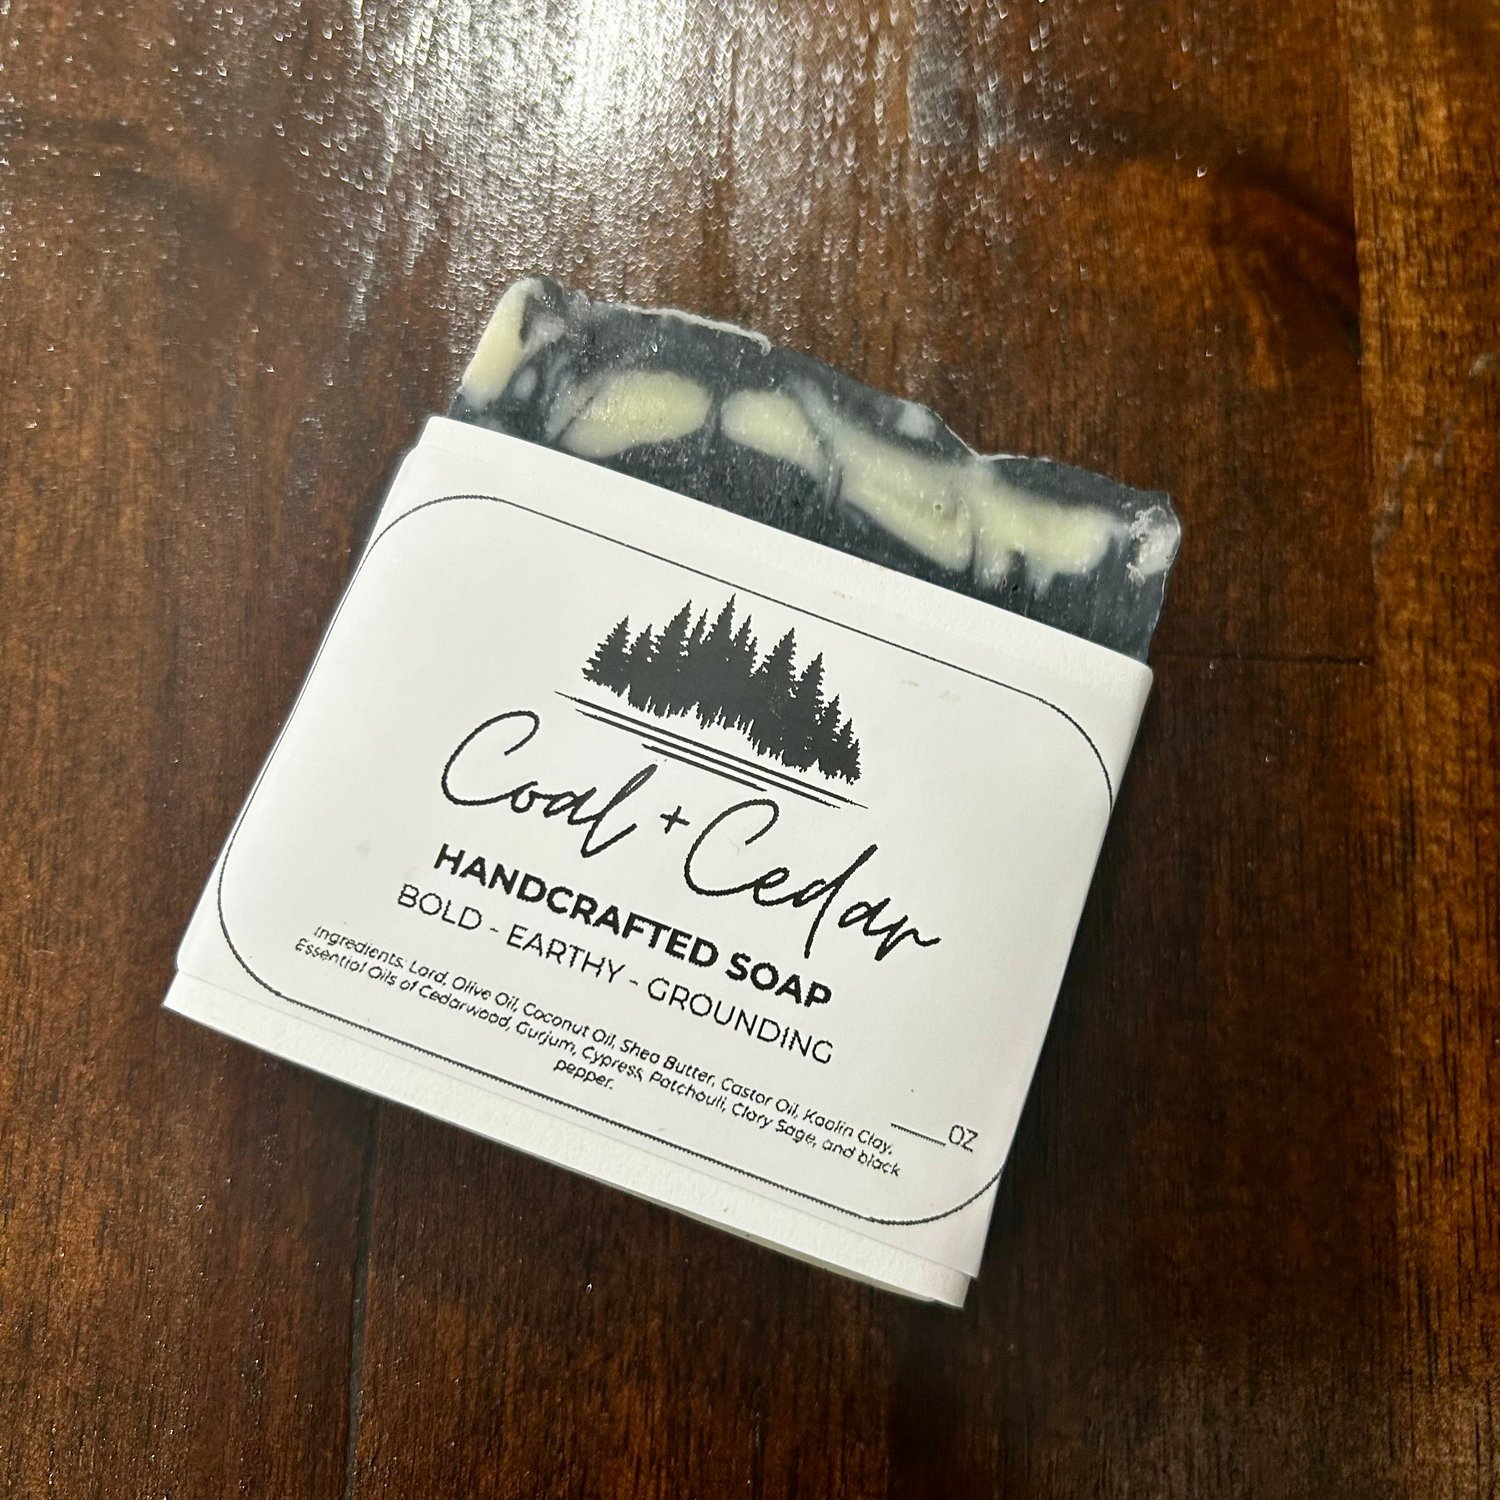 Coal + Cedar
HANDCRAFTED SOAP
BOLD - EARTHY - GROUNDING
Ingredients: Lard, Olive Oil, Coconut Oil, Shea Butter, Castor Oil, Kaolin Clay,
Essential Oils of Cedarwood, Gurjum, Cypress, Patchouli, Clary Sage, and black
pepper.
____OZ